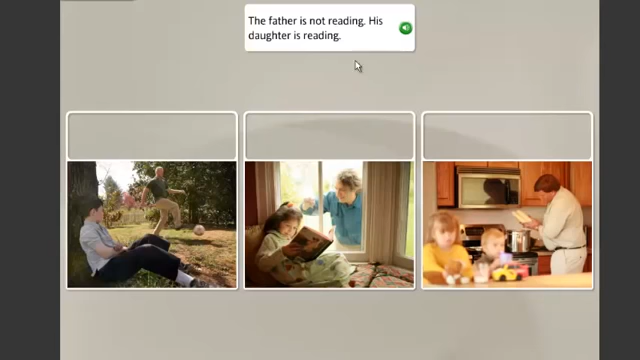 The father is not reading. His
daughter is reading.